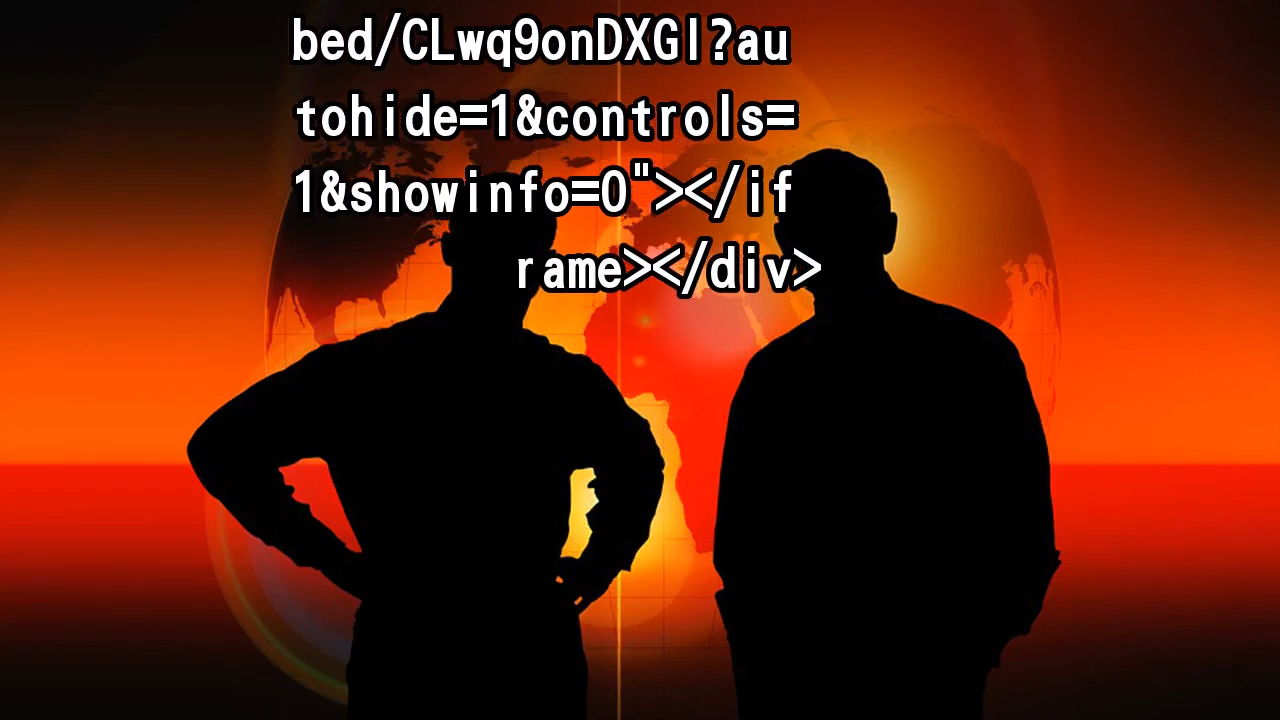 bed/CLwq9onDXGI?au
tohide=1&controls=
1&showinfo=0"></if
rame></div>